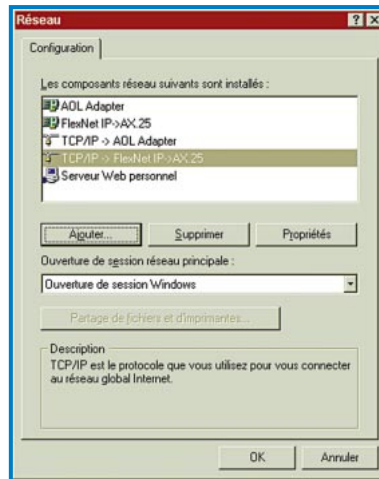 Réseau
Configuration
Les composants réseau suivants sont installés :
AOL Adapter
FlexNet IP->AX.25
TCP/IP -> AOL Adapter
TCP/IP -> FlexNet IP->AX.25
Serveur Web personnel
Ajouter...
Supprimer
Propriétés
Ouverture de session réseau principale :
Ouverture de session Windows
Partage de fichiers et d'imprimantes...
Description
TCP/IP est le protocole que vous utilisez pour vous connecter
au réseau global Internet.
OK
Annuler